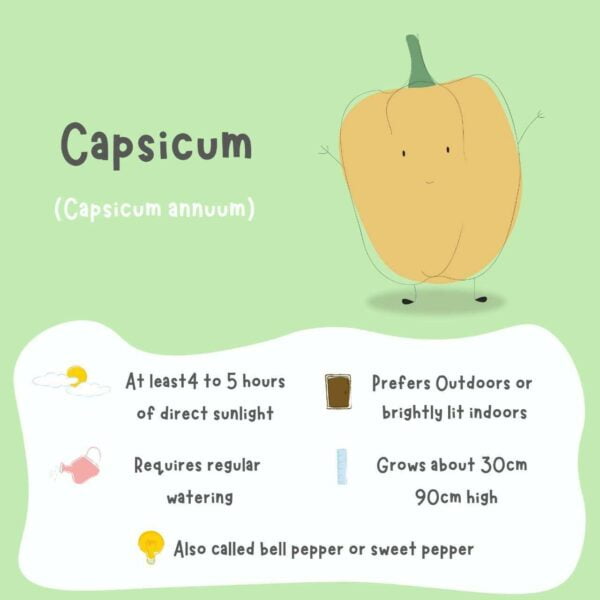 Capsicum
(Capsicum annuum)
At least4 to 5 hours
of direct sunlight
Prefers Outdoors or
brightly lit indoors
Requires regular
watering
Grows about 30cm
90cm high
Also called bell pepper or sweet pepper